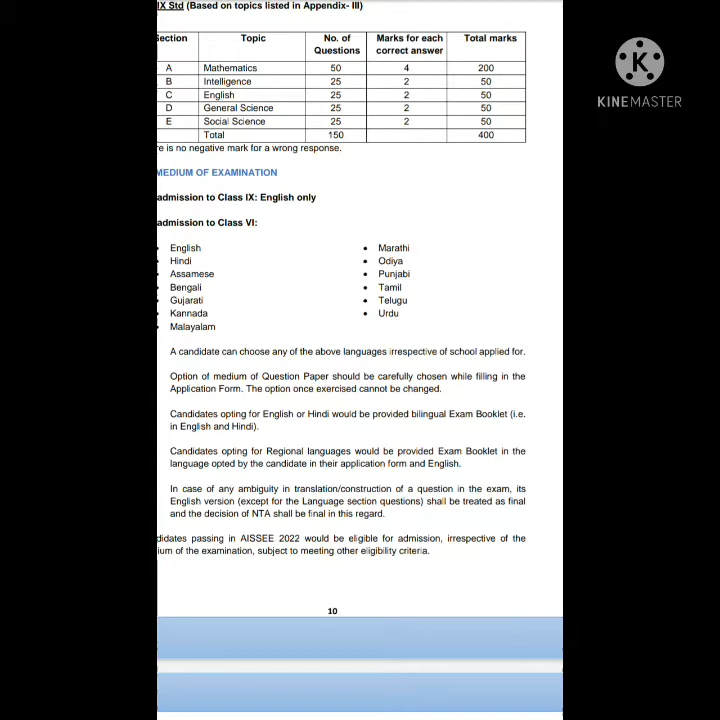 IX Std (Based on topics listed in Appendix- III)
Section Topic No. of Questions Marks for each correct answer Total marks
A Mathematics 50 4 200
B Intelligence 25 2 50
C English 25 2 50
D General Science 25 2 50
E Social Science 25 2 50
Total 150 400
re is no negative mark for a wrong response.
MEDIUM OF EXAMINATION
admission to Class IX: English only
admission to Class VI:
English
Hindi
Assamese
Bengali
Gujarati
Kannada
Malayalam
• Marathi
• Odiya
• Punjabi
• Tamil
• Telugu
• Urdu
A candidate can choose any of the above languages irrespective of school applied for.
Option of medium of Question Paper should be carefully chosen while filling in the
Application Form. The option once exercised cannot be changed.
Candidates opting for English or Hindi would be provided bilingual Exam Booklet (i.e.
in English and Hindi).
Candidates opting for Regional languages would be provided Exam Booklet in the
language opted by the candidate in their application form and English.
In case of any ambiguity in translation/construction of a question in the exam, its
English version (except for the Language section questions) shall be treated as final
and the decision of NTA shall be final in this regard.
didates passing in AISSEE 2022 would be eligible for admission, irrespective of the
ium of the examination, subject to meeting other eligibility criteria.
10
K
KINEMASTER